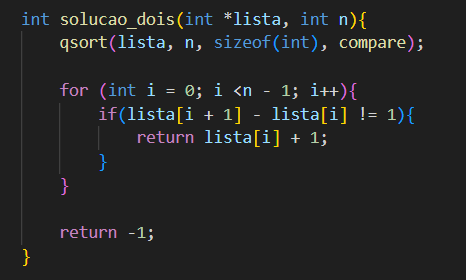 int solucao_dois(int *lista, int n){
    qsort(lista, n, sizeof(int), compare);

    for (int i = 0; i <n - 1; i++){
        if(lista[i + 1] - lista[i] != 1){
            return lista[i] + 1;
        }
    }

    return -1;
}